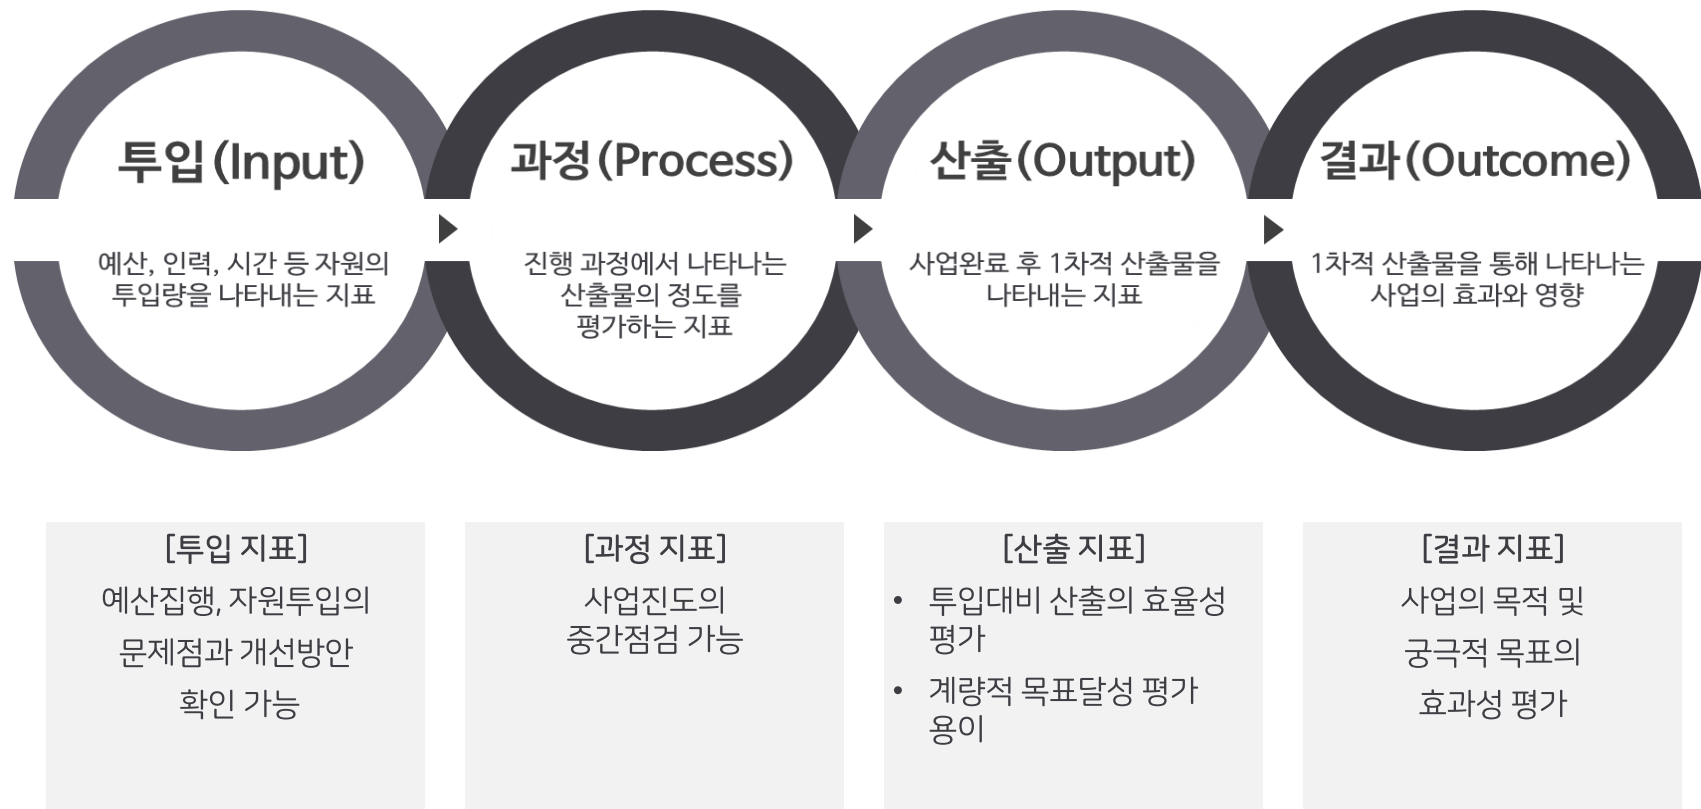 투입(Input)
예산, 인력, 시간 등 자원의
투입량을 나타내는 지표
과정(Process)
진행 과정에서 나타나는
산출물의 정도를
평가하는 지표
산출(Output)
사업완료 후 1차적 산출물을
나타내는 지표
결과(Outcome)
1차적 산출물을 통해 나타나는
사업의 효과와 영향
[투입 지표]
예산집행, 자원투입의
문제점과 개선방안
확인 가능
[과정 지표]
사업진도의
중간점검 가능
[산출 지표]
• 투입대비 산출의 효율성
평가
• 계량적 목표달성 평가
용이
[결과 지표]
사업의 목적 및
궁극적 목표의
효과성 평가